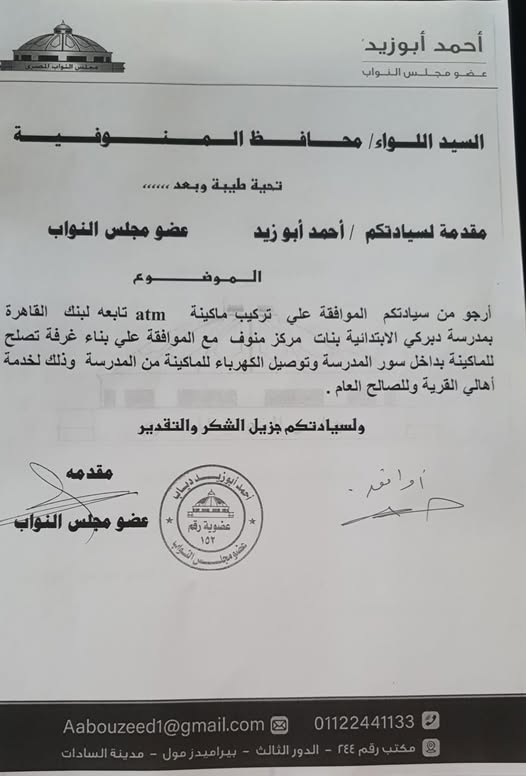 أحمد أبوزيد
عضو مجلس النواب
مجلس النواب المصرى
السيد اللواء/ محافظ المنوفية
تحية طيبة وبعد ،،،،،،
مقدمة لسيادتكم / أحمد أبو زيد عضو مجلس النواب
الموضوع
أرجو من سيادتكم الموافقة علي تركيب ماكينة atm تابعه لبنك القاهرة
بمدرسة دبركي الابتدائية بنات مركز منوف مع الموافقة علي بناء غرفة تصلح
للماكينة بداخل سور المدرسة وتوصيل الكهرباء للماكينة من المدرسة وذلك لخدمة
أهالي القرية وللصالح العام .
ولسيادتكم جزيل الشكر والتقدير
مقدمه
عضو مجلس النواب
أحمد أبوزيد دياب
عضوية رقم
١٥٢
عضو مجلس النواب
أوافق .
Aabouzeed1@gmail.com 01122441133
مكتب رقم ٢٤٤ - الدور الثالث - بيراميدز مول - مدينة السادات